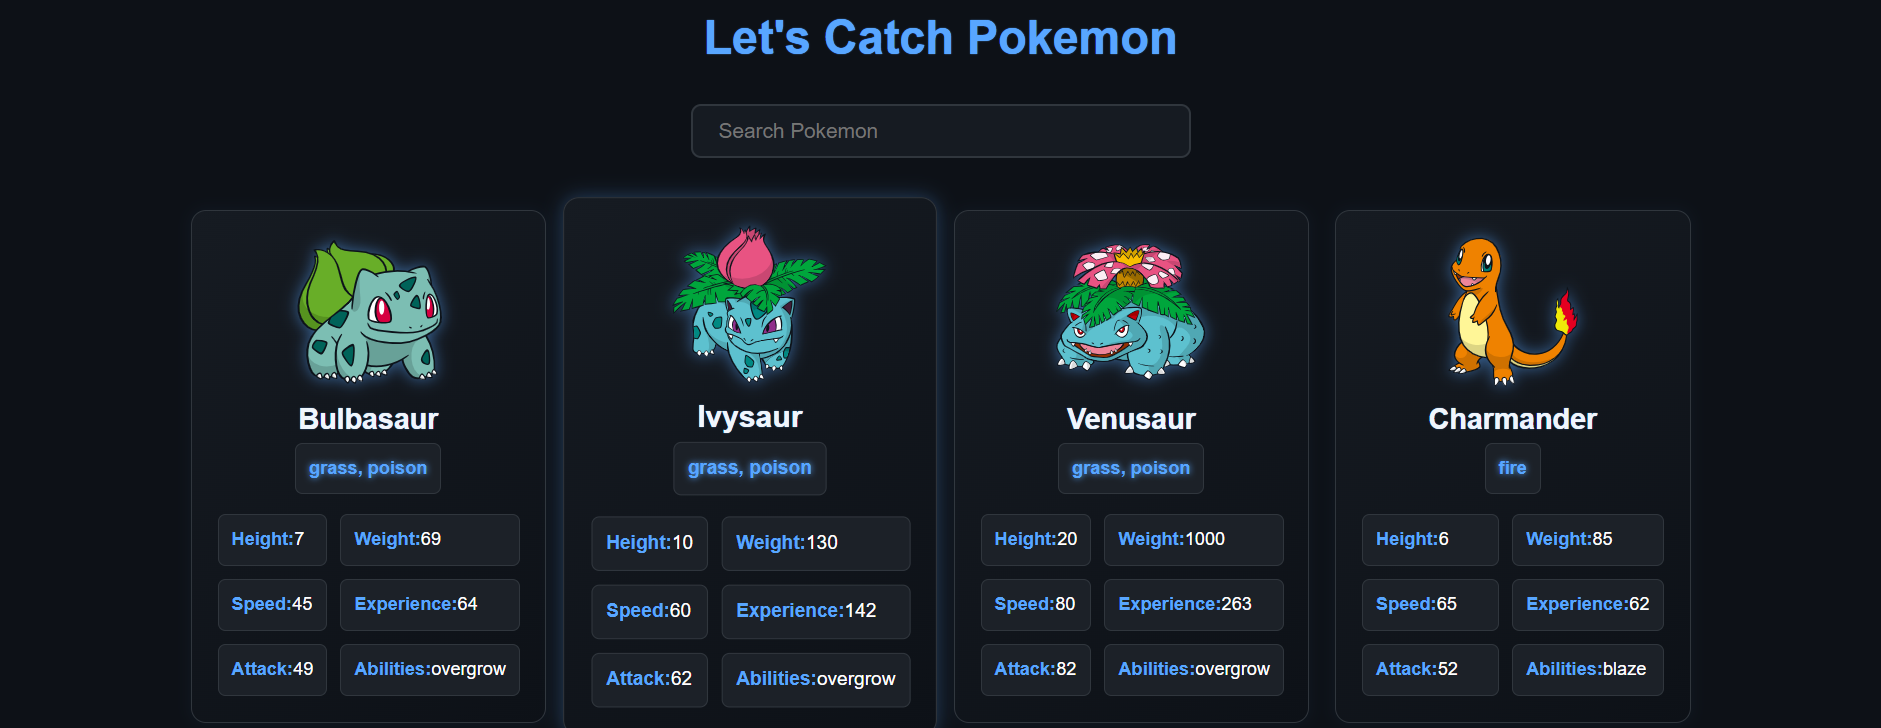 Let's Catch Pokemon
Search Pokemon
Bulbasaur
grass, poison
Height:7
Weight:69
Speed:45
Experience:64
Attack:49
Abilities:overgrow
Ivysaur
grass, poison
Height:10
Weight:130
Speed:60
Experience:142
Attack:62
Abilities:overgrow
Venusaur
grass, poison
Height:20
Weight:1000
Speed:80
Experience:263
Attack:82
Abilities:overgrow
Charmander
fire
Height:6
Weight:85
Speed:65
Experience:62
Attack:52
Abilities:blaze